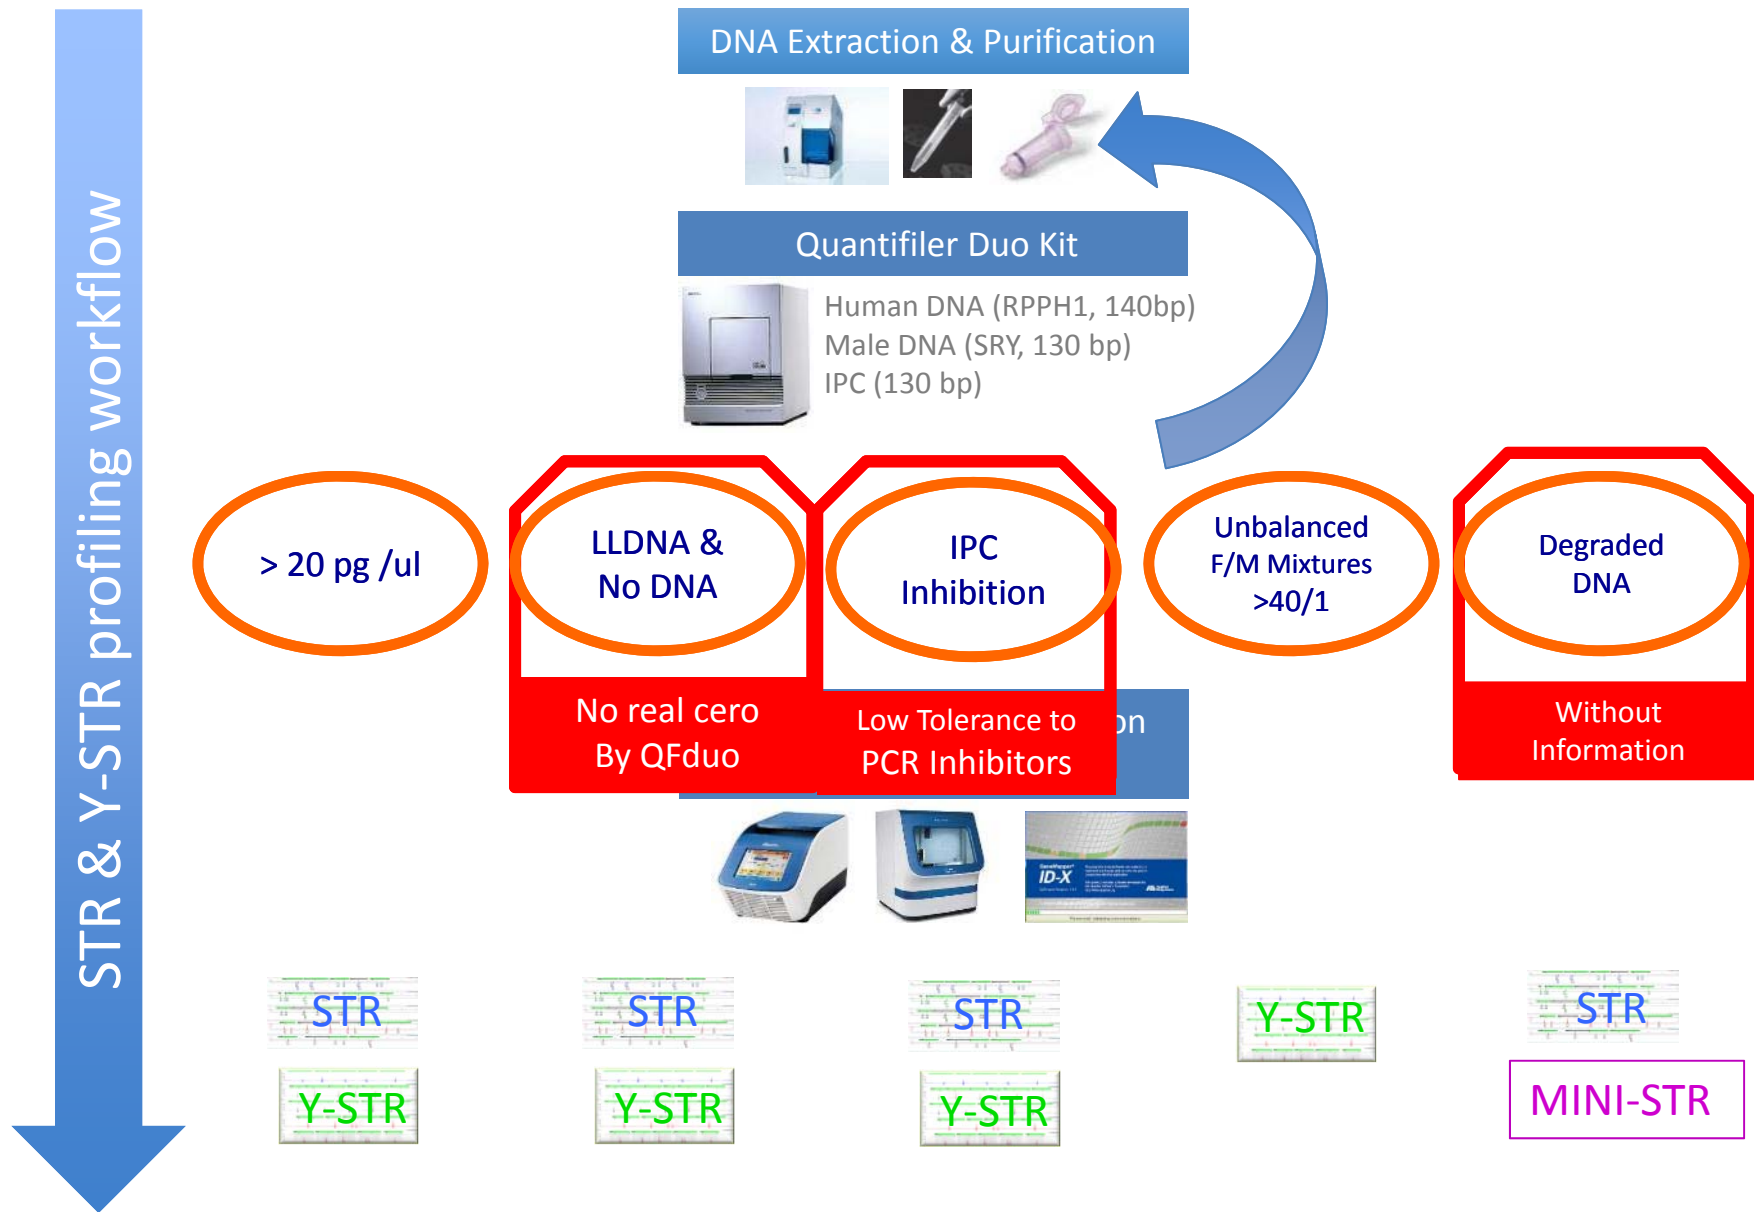 STR & Y-STR profiling workflow
DNA Extraction & Purification
Quantifiler Duo Kit
Human DNA (RPPH1, 140bp)
Male DNA (SRY, 130 bp)
IPC (130 bp)
> 20 pg /ul
LLDNA &
No DNA
IPC
Inhibition
Unbalanced
F/M Mixtures
>40/1
Degraded
DNA
No real cero
By QFduo
Low Tolerance to
PCR Inhibitors
on
Without
Information
ID-X
STR
STR
STR
Y-STR
STR
Y-STR
Y-STR
Y-STR
MINI-STR